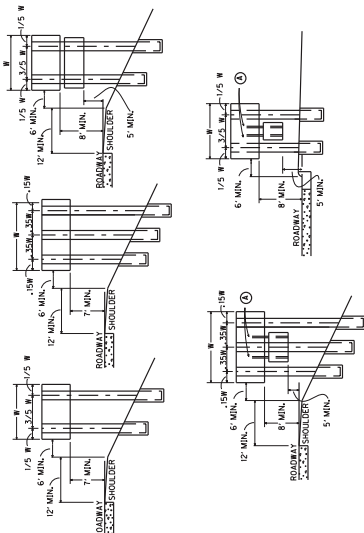 W
1/5 W
3/5 W
1/5 W
6' MIN.
12' MIN.
8' MIN.
5' MIN.
ROADWAY
SHOULDER
A
W
1/5 W
3/5 W
1/5 W
6' MIN.
8' MIN.
5' MIN.
ROADWAY
W
.15W
.35W
.35W
.15W
6' MIN.
12' MIN.
7' MIN.
ROADWAY
SHOULDER
A
W
.15W
.35W
.35W
.15W
6' MIN.
12' MIN.
8' MIN.
5' MIN.
ROADWAY
SHOULDER
W
1/5 W
3/5 W
1/5 W
6' MIN.
12' MIN.
7' MIN.
ROADWAY
SHOULDER